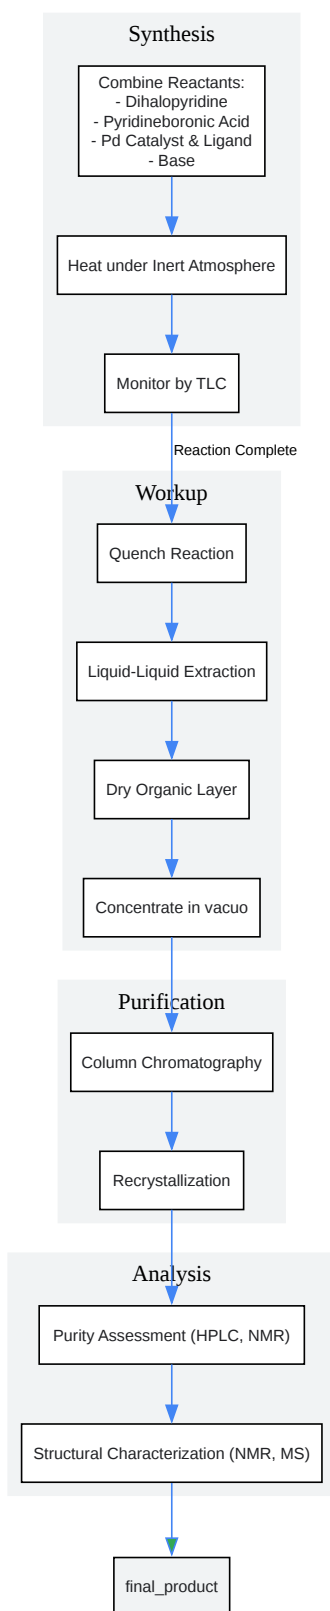 Synthesis
Combine Reactants:
- Dihalopyridine
- Pyridineboronic Acid
- Pd Catalyst & Ligand
- Base
Heat under Inert Atmosphere
Monitor by TLC
Reaction Complete
Workup
Quench Reaction
Liquid-Liquid Extraction
Dry Organic Layer
Concentrate in vacuo
Purification
Column Chromatography
Recrystallization
Analysis
Purity Assessment (HPLC, NMR)
Structural Characterization (NMR, MS)
final_product